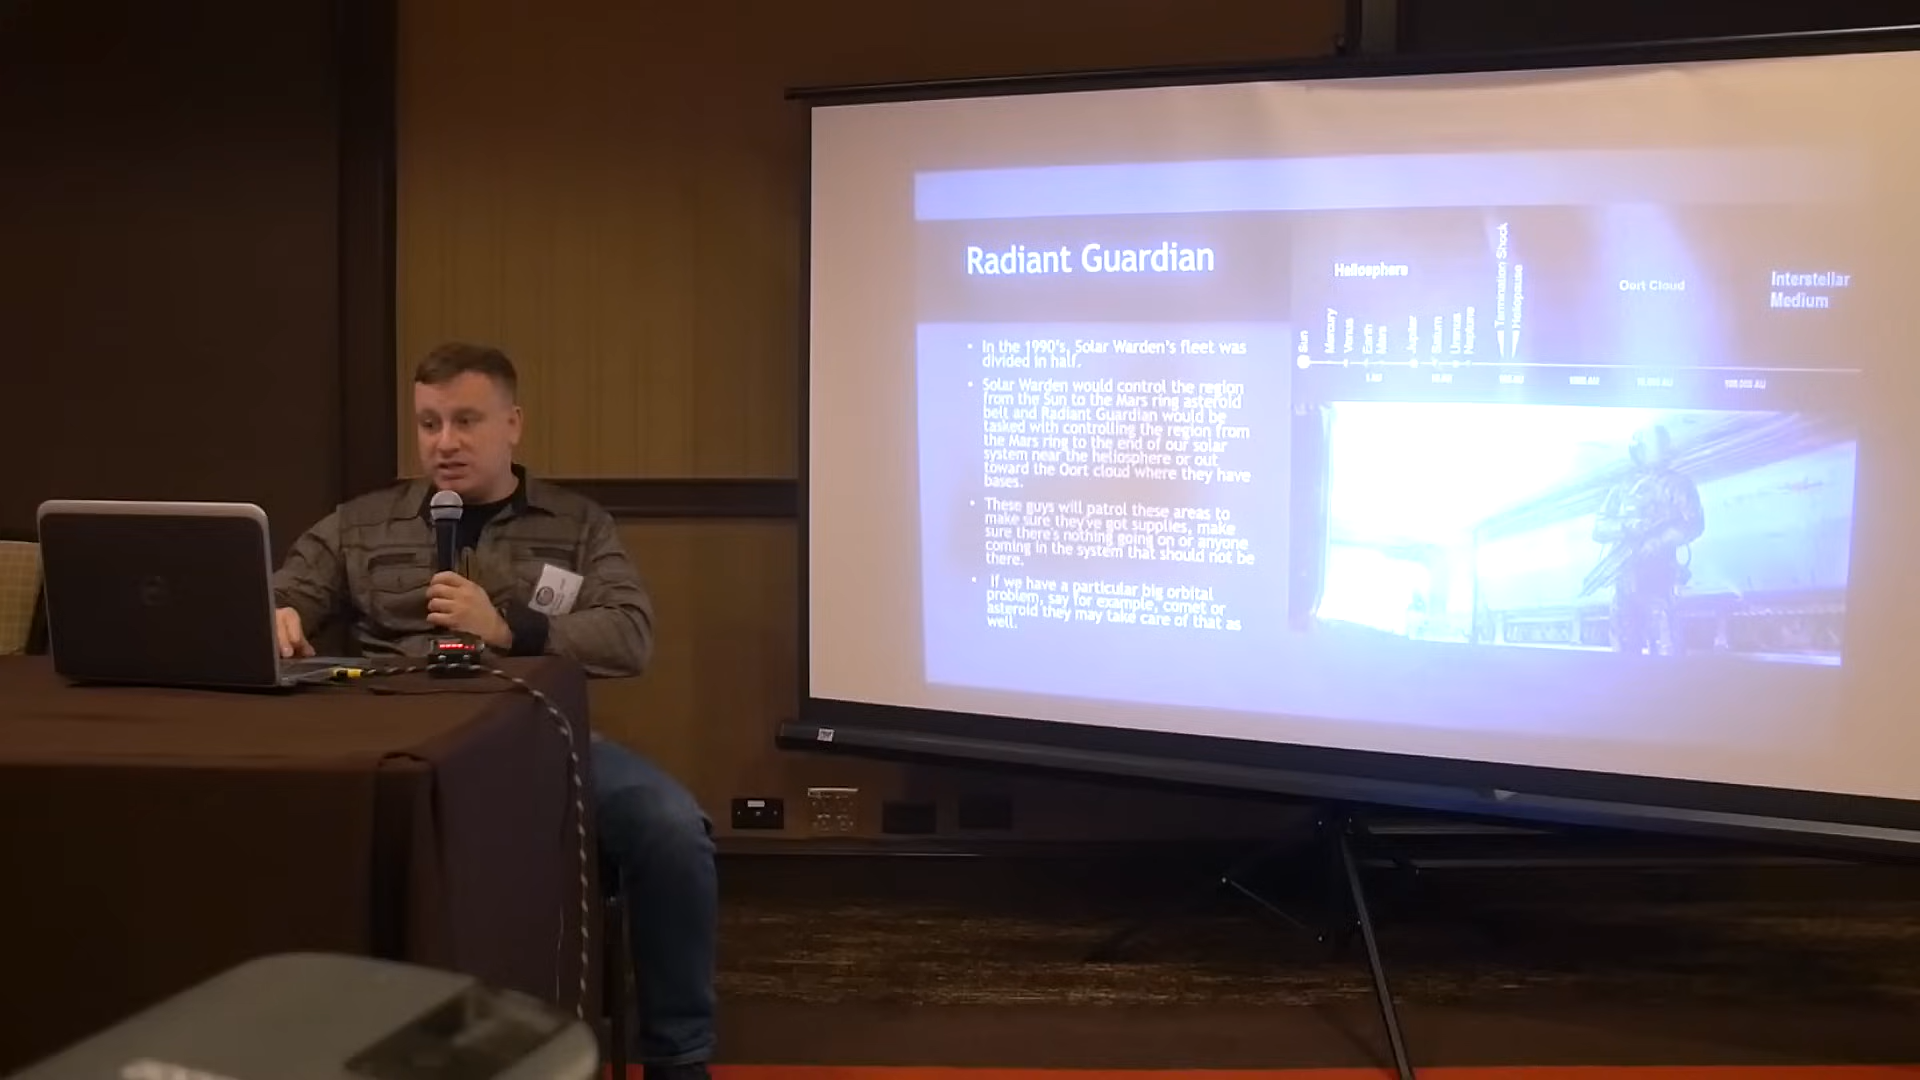 Radiant Guardian
• In the 1990's, Solar Warden's fleet was
divided in half.
• Solar Warden would control the region
from the Sun to the Mars ring asteroid
belt and Radiant Guardian would be
tasked with controlling the region from
the Mars ring to the end of our solar
system near the heliosphere or out
toward the Oort cloud where they have
bases.
• These guys will patrol these areas to
make sure they've got supplies, make
sure there's nothing going on or anyone
coming in the system that should not be
there.
• If we have a particular big orbital
problem, say for example, comet or
asteroid they may take care of that as
well.
Heliosphere
Oort Cloud
Interstellar
Medium
Sun
Mercury
Venus
Earth
Mars
Jupiter
Saturn
Uranus
Neptune
Termination Shock
Heliopause